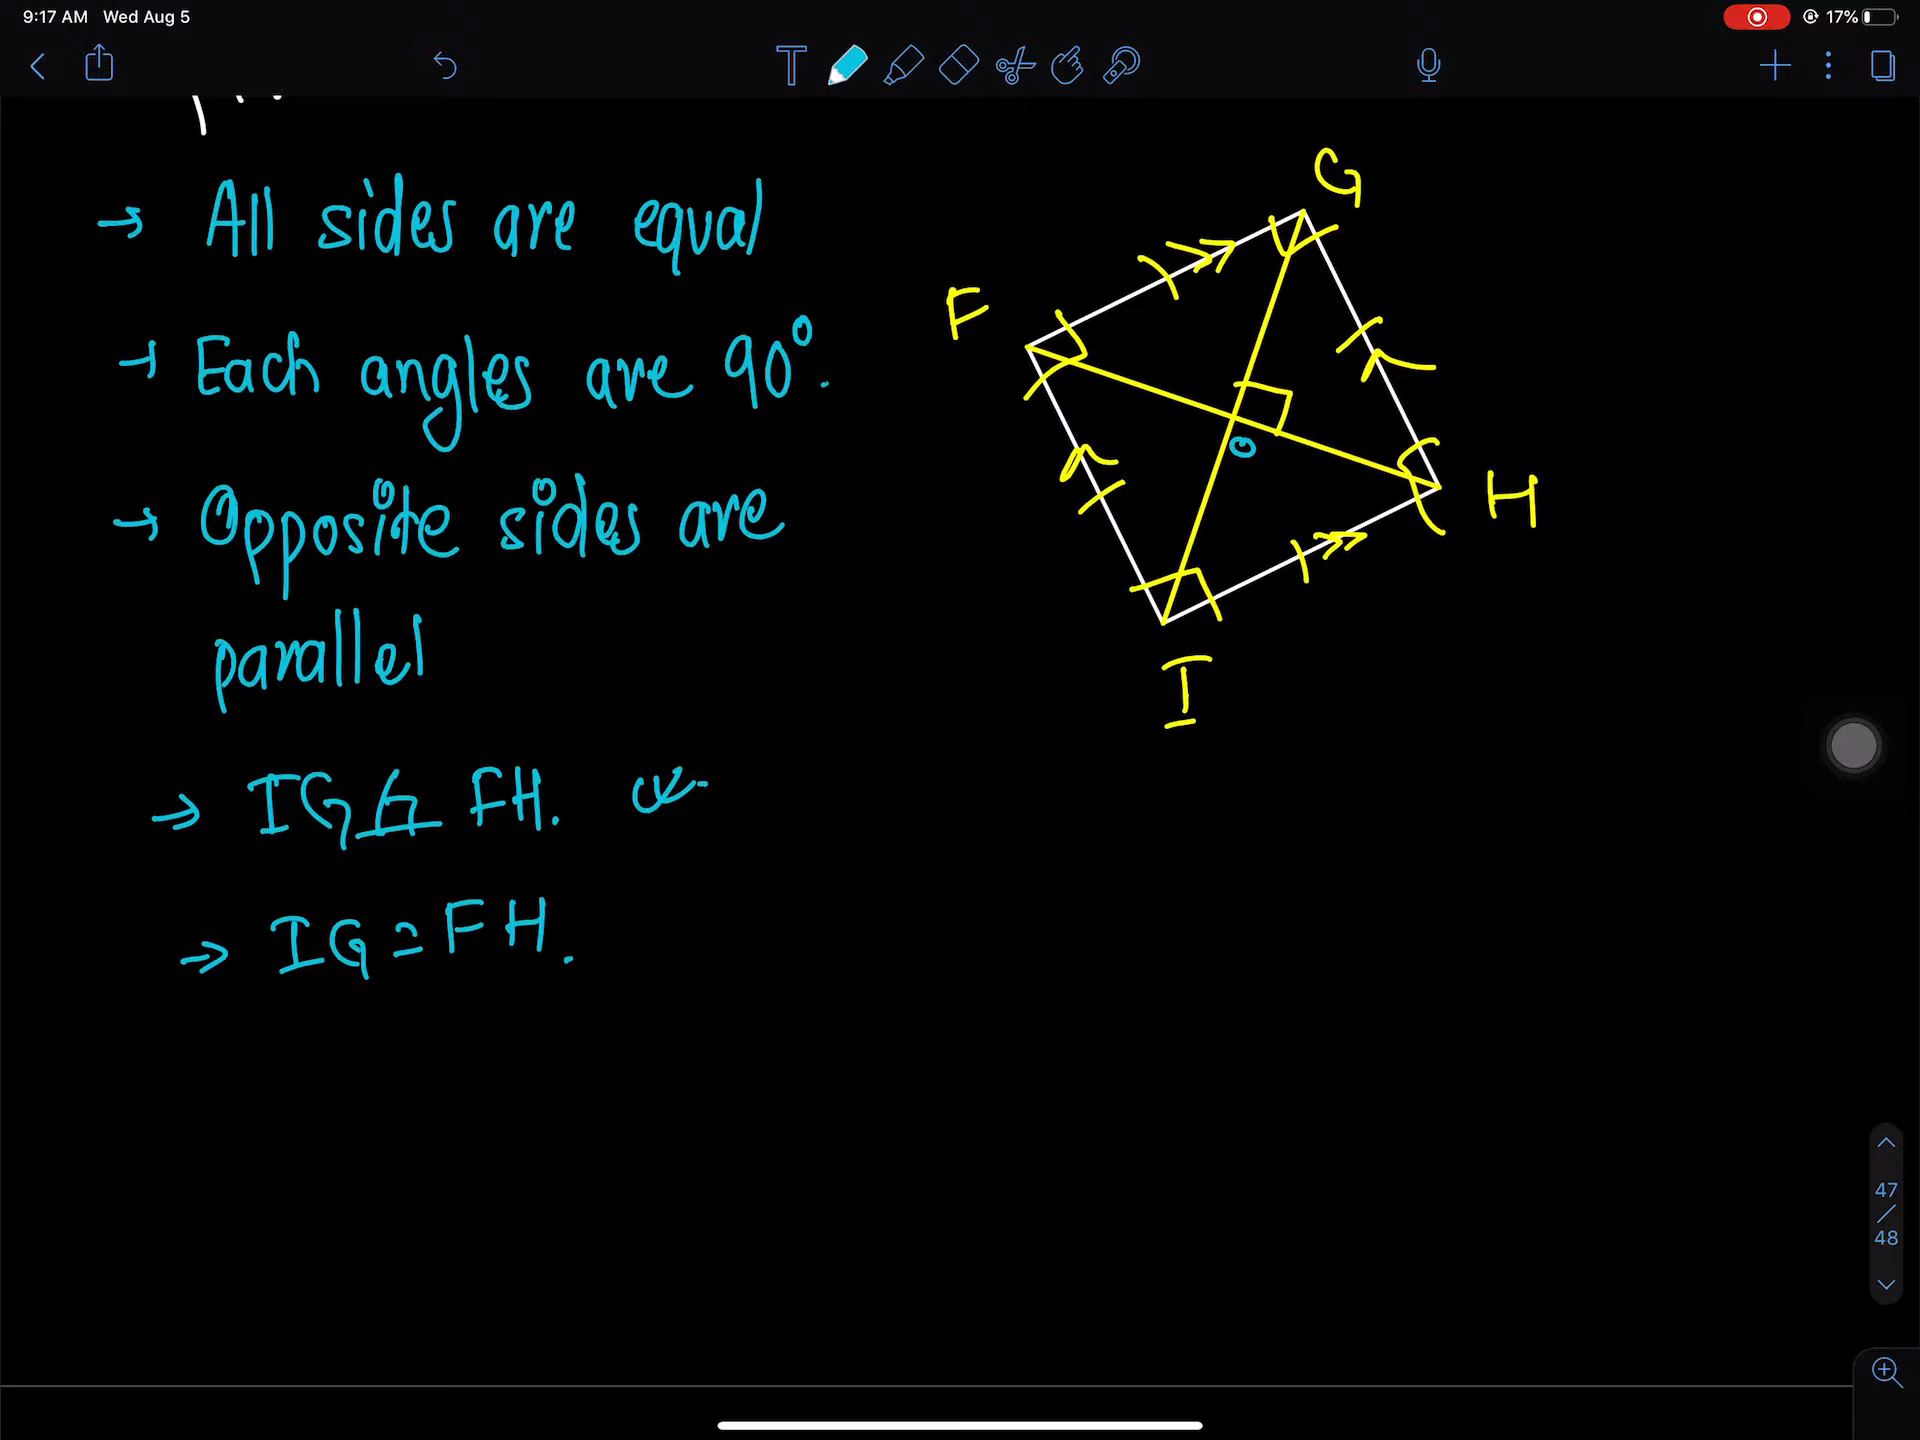 9:17 AM Wed Aug 5
17%
→ All sides are equal
→ Each angles are 90°.
→ Opposite sides are
parallel
→ IG ⊥ FH.
→ IG = FH.
G
F
O
H
I
47
/
48